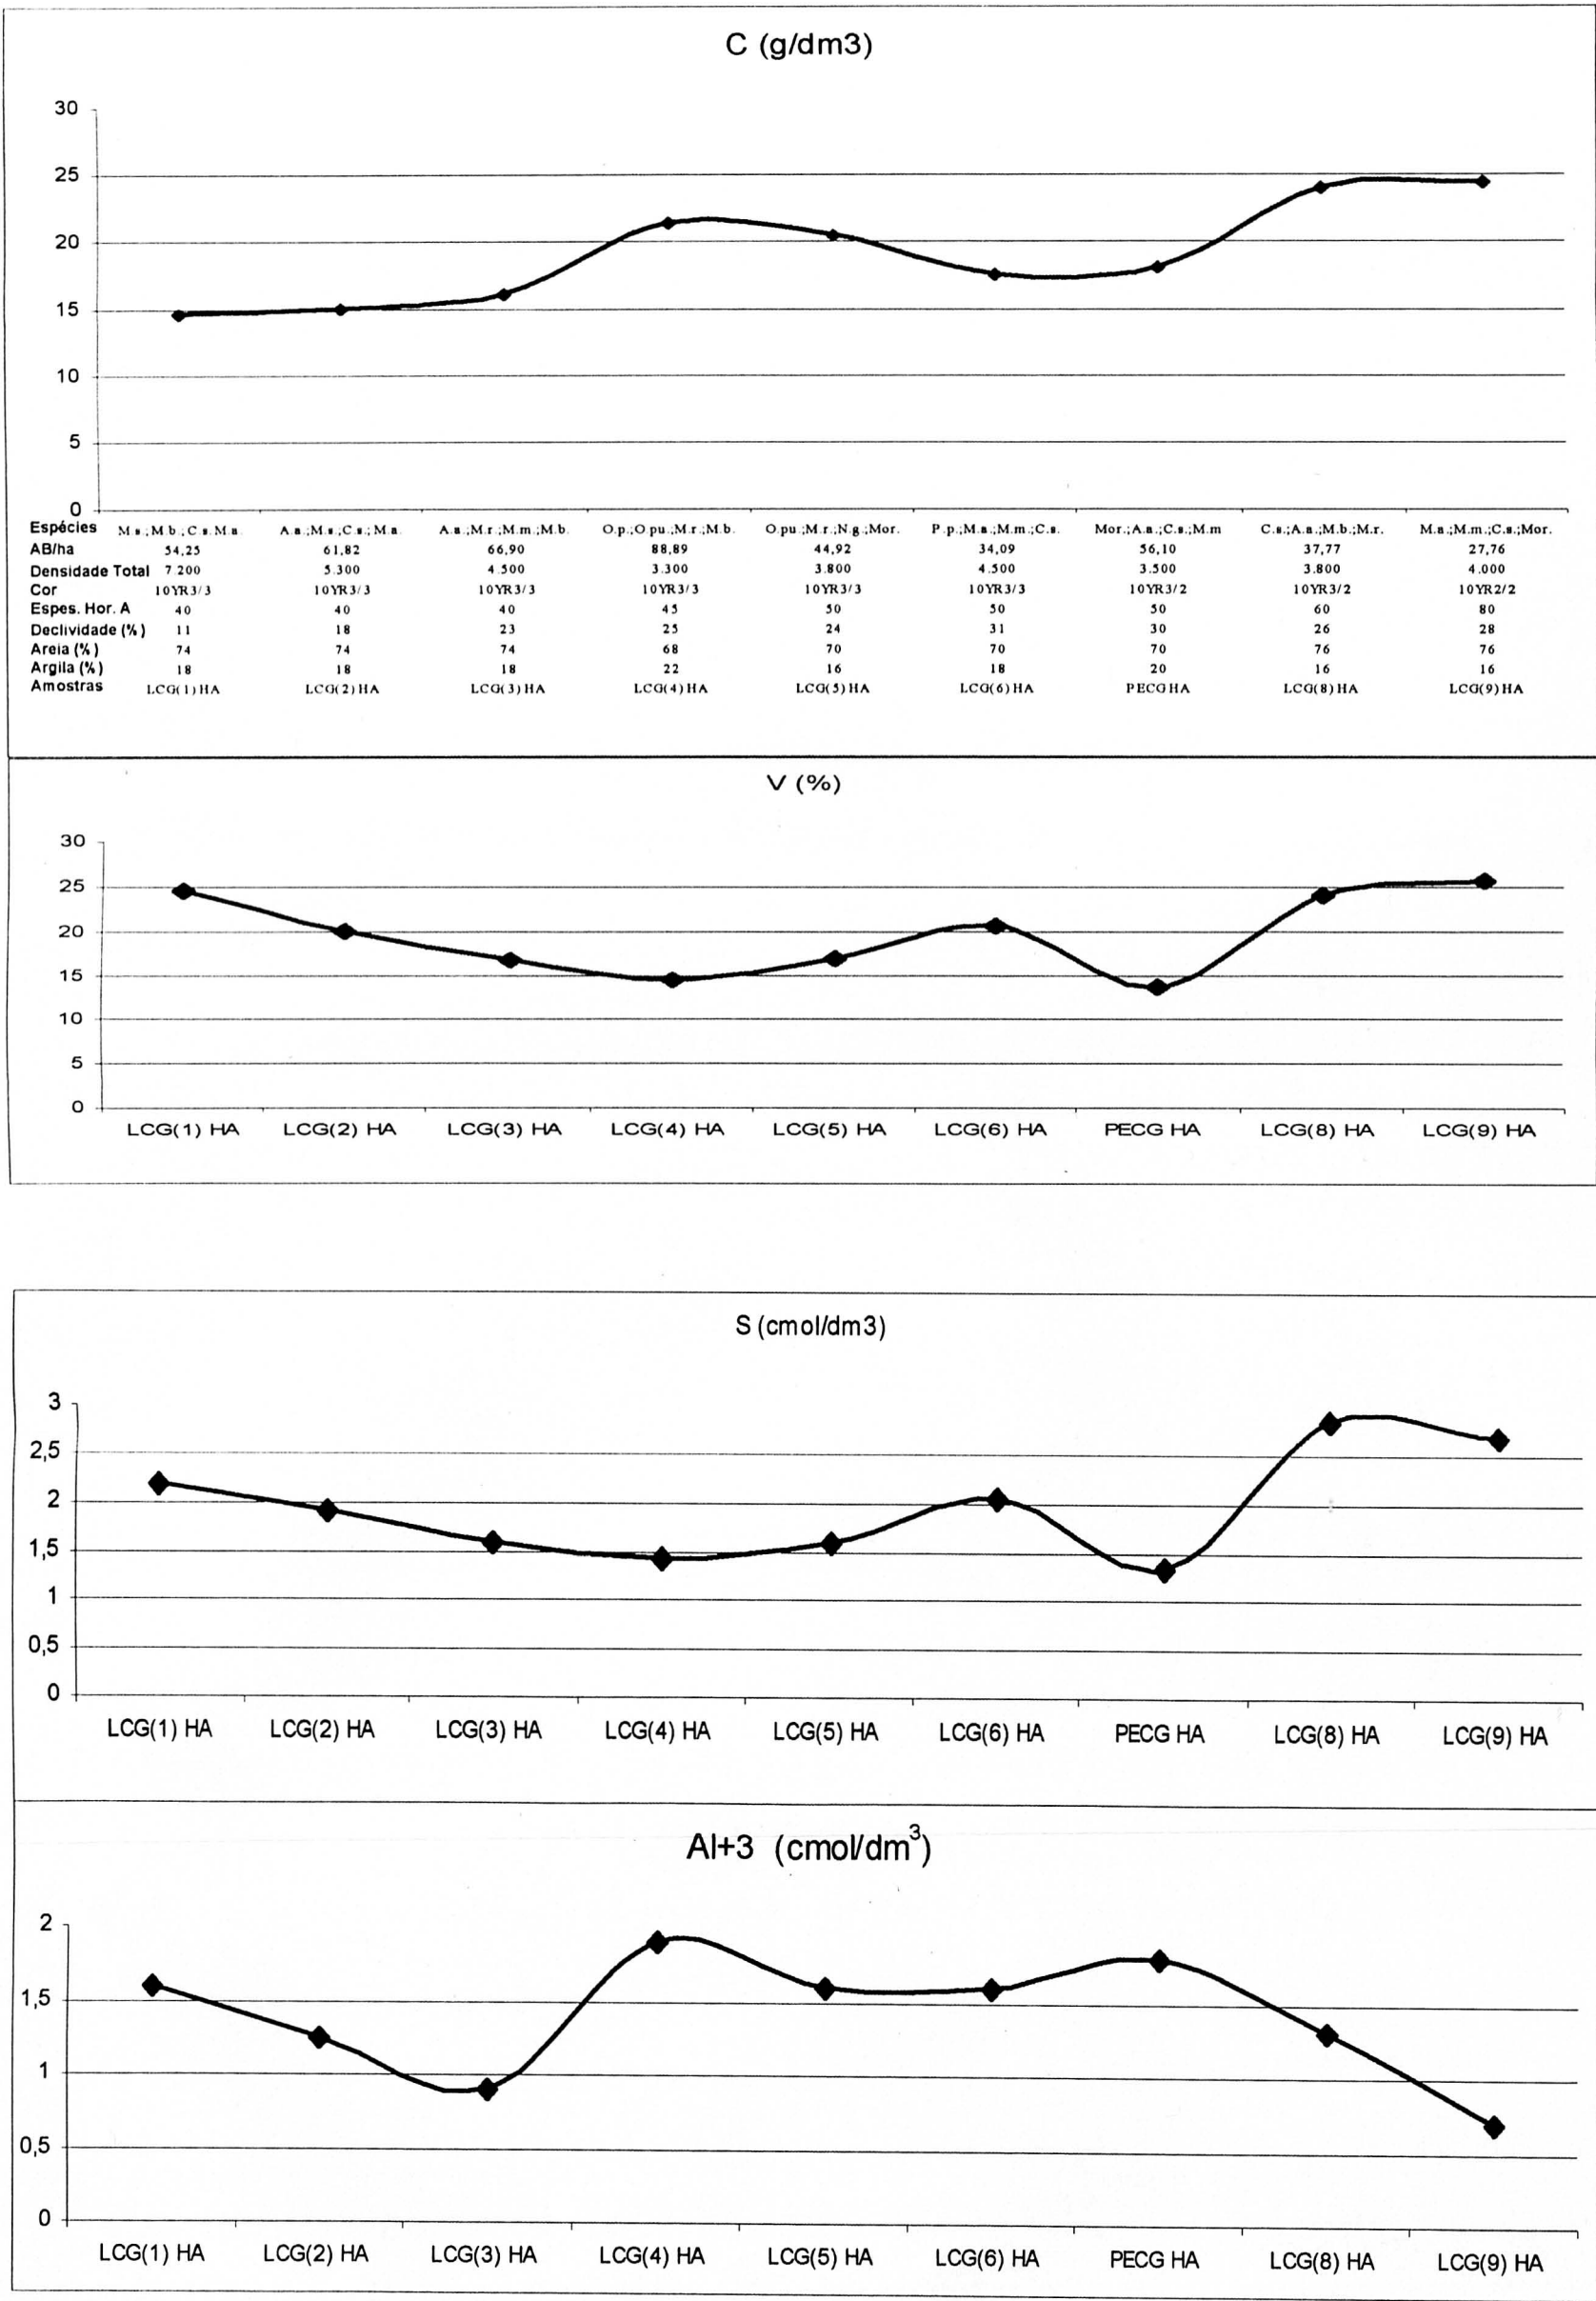 C (g/dm3)
30
25
20
15
10
5
0
Espécies M.s.;M.b.;C.s.M.a. A.a.;M.s.;C.s.;M.a. A.a.;M.r.;M.m.;M.b. O.p.;O.pu.;M.r.;M.b. O.pu.;M.r.;N.g.;Mor. P.p.;M.a.;M.m.;C.s. Mor.;A.a.;C.s.;M.m C.s.;A.a.;M.b.;M.r. M.a.;M.m.;C.s.;Mor.
AB/ha 54,25 61,82 66,90 88,89 44,92 34,09 56,10 37,77 27,76
Densidade Total 7.200 5.300 4.500 3.300 3.800 4.500 3.500 3.800 4.000
Cor 10YR3/3 10YR3/3 10YR3/3 10YR3/3 10YR3/3 10YR3/3 10YR3/2 10YR3/2 10YR2/2
Espes. Hor. A 40 40 40 45 50 50 50 60 80
Declividade (%) 11 18 23 25 24 31 30 26 28
Areia (%) 74 74 74 68 70 70 70 76 76
Argila (%) 18 18 18 22 16 18 20 16 16
Amostras LCG(1)HA LCG(2)HA LCG(3)HA LCG(4)HA LCG(5)HA LCG(6)HA PECGHA LCG(8)HA LCG(9)HA
V (%)
30
25
20
15
10
5
0
LCG(1) HA LCG(2) HA LCG(3) HA LCG(4) HA LCG(5) HA LCG(6) HA PECG HA LCG(8) HA LCG(9) HA
S (cmol/dm3)
3
2,5
2
1,5
1
0,5
0
LCG(1) HA LCG(2) HA LCG(3) HA LCG(4) HA LCG(5) HA LCG(6) HA PECG HA LCG(8) HA LCG(9) HA
Al+3 (cmol/dm³)
2
1,5
1
0,5
0
LCG(1) HA LCG(2) HA LCG(3) HA LCG(4) HA LCG(5) HA LCG(6) HA PECG HA LCG(8) HA LCG(9) HA